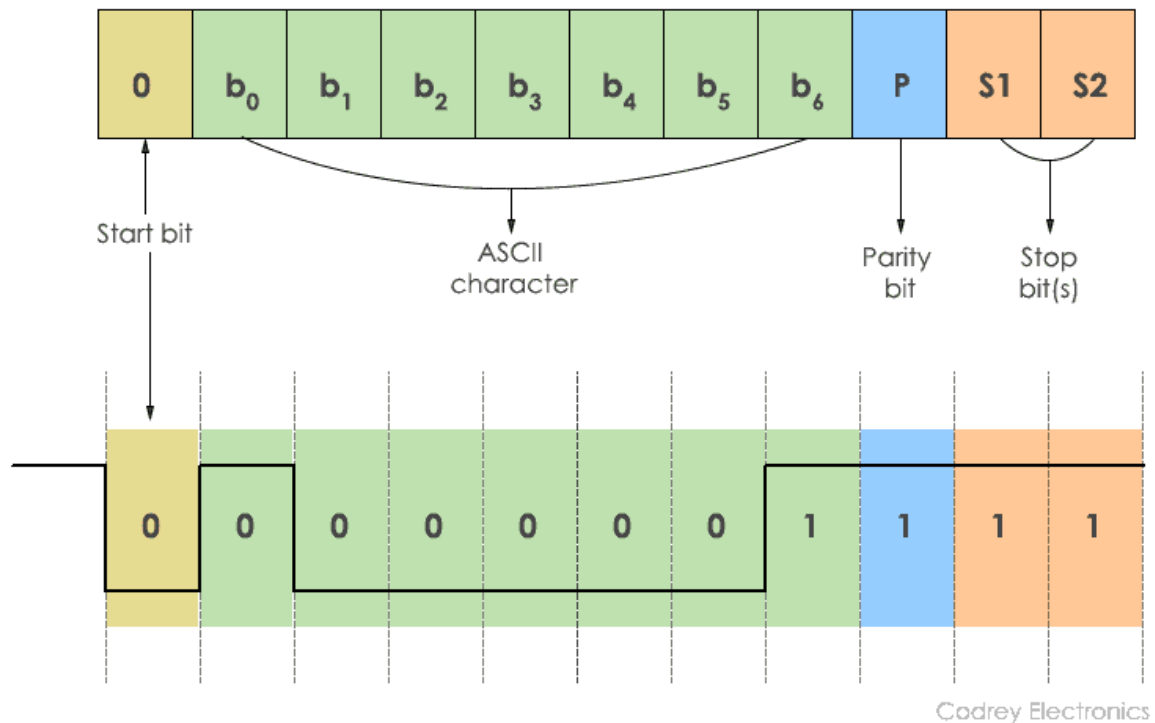 0 b₀ b₁ b₂ b₃ b₄ b₅ b₆ P S1 S2
Start bit
ASCII
character
Parity
bit
Stop
bit(s)
0 0 0 0 0 0 0 1 1 1 1
Codrey Electronics